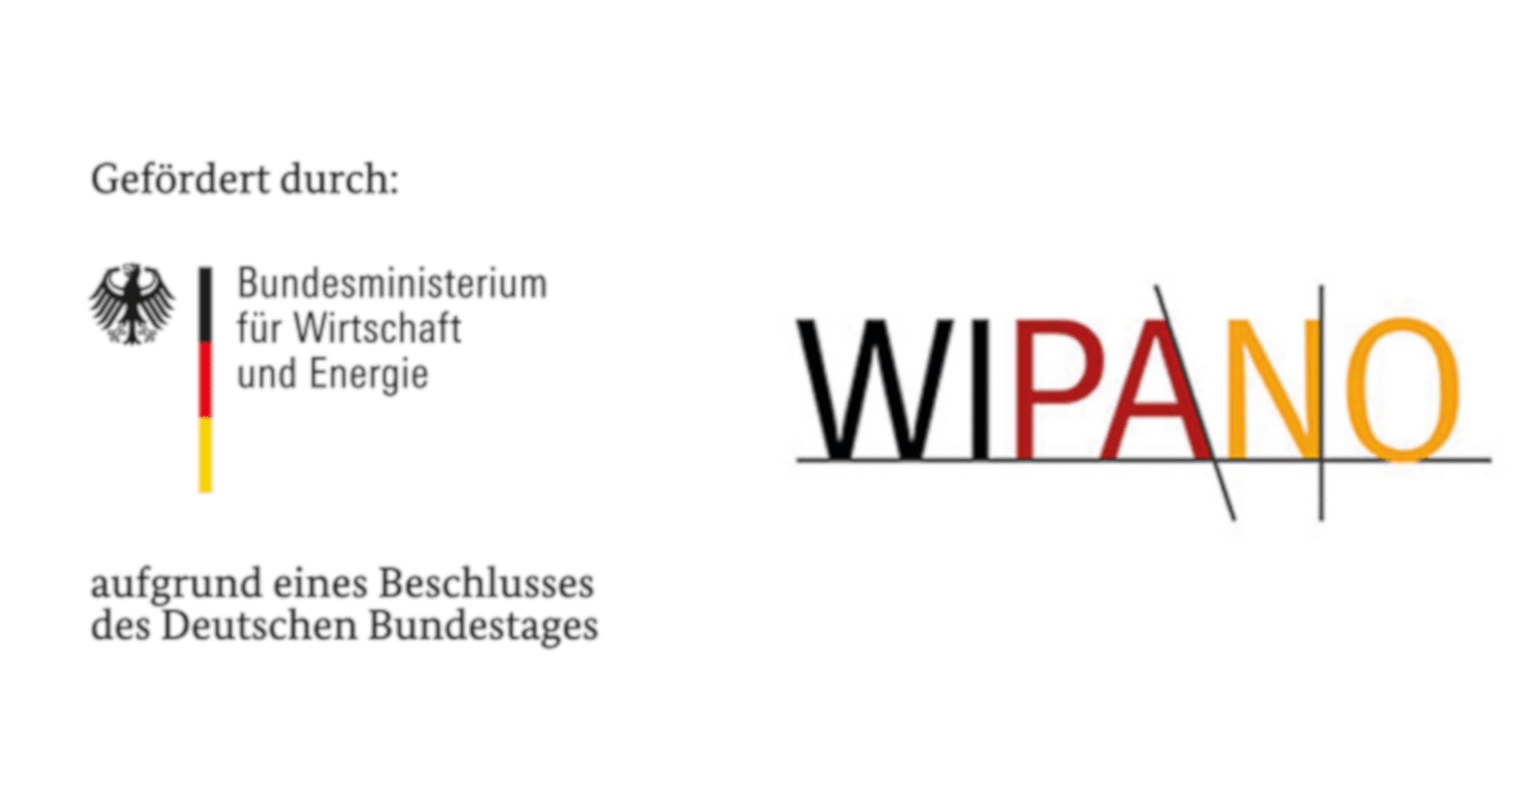 Gefördert durch:
Bundesministerium
für Wirtschaft
und Energie
aufgrund eines Beschlusses
des Deutschen Bundestages
WIPANO